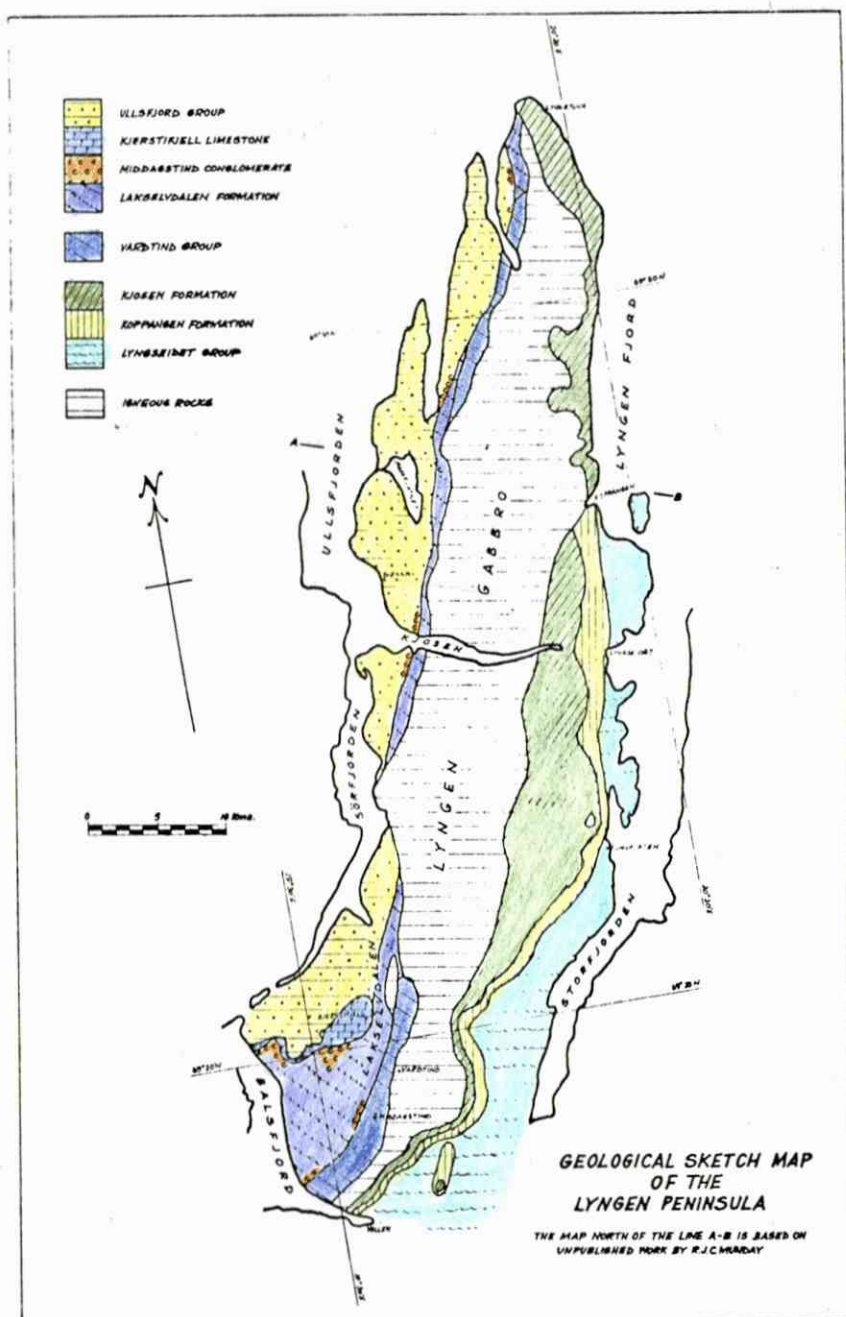 ULLSFJORD GROUP
KJERSTIFJELL LIMESTONE
MIDDAGSTIND CONGLOMERATE
LAKSELVDALEN FORMATION
VARDTIND GROUP
KJOSEN FORMATION
KOPPANGEN FORMATION
LYNGSEIDET GROUP
IGNEOUS ROCKS
N
A
B
ULLSFJORDEN
LYNGEN FJORD
GABBRO
KJOSEN
SÖRFJORDEN
LYNGEN
0 5 10 Kms.
STORFJORDEN
LAKSELVDALEN
VARDTIND
MIDDAGSTIND
BALSFJORD
GEOLOGICAL SKETCH MAP
OF THE
LYNGEN PENINSULA
THE MAP NORTH OF THE LINE A-B IS BASED ON
UNPUBLISHED WORK BY R.J.C. MUNDAY